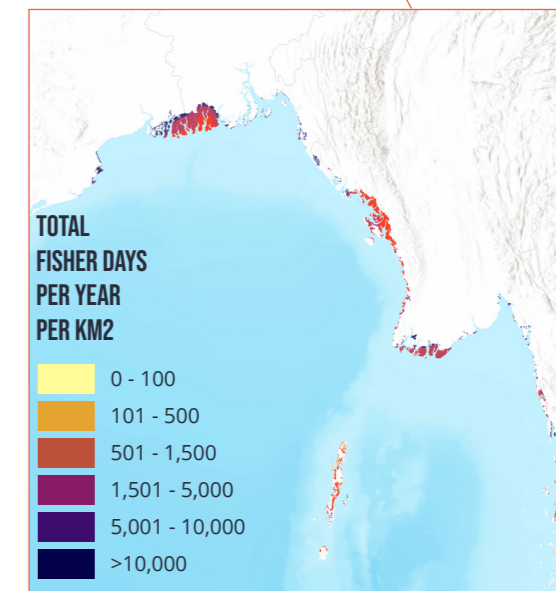 TOTAL
FISHER DAYS
PER YEAR
PER KM2
0 - 100
101 - 500
501 - 1,500
1,501 - 5,000
5,001 - 10,000
>10,000